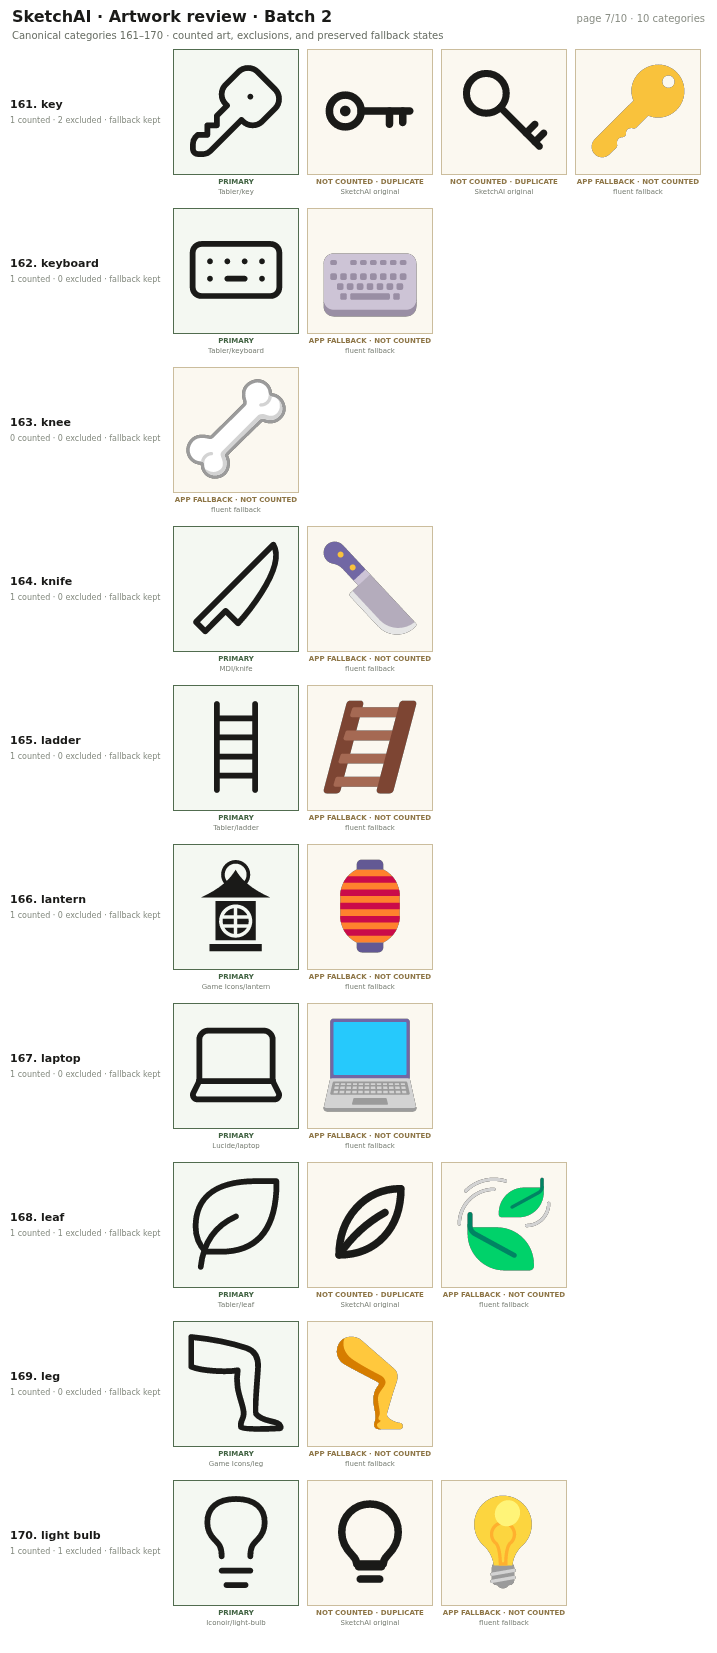 SketchAI · Artwork review · Batch 2
page 7/10 · 10 categories
Canonical categories 161–170 · counted art, exclusions, and preserved fallback states
161. key
1 counted · 2 excluded · fallback kept
PRIMARY
Tabler/key
NOT COUNTED · DUPLICATE
SketchAI original
NOT COUNTED · DUPLICATE
SketchAI original
APP FALLBACK · NOT COUNTED
fluent fallback
162. keyboard
1 counted · 0 excluded · fallback kept
PRIMARY
Tabler/keyboard
APP FALLBACK · NOT COUNTED
fluent fallback
163. knee
0 counted · 0 excluded · fallback kept
APP FALLBACK · NOT COUNTED
fluent fallback
164. knife
1 counted · 0 excluded · fallback kept
PRIMARY
MDI/knife
APP FALLBACK · NOT COUNTED
fluent fallback
165. ladder
1 counted · 0 excluded · fallback kept
PRIMARY
Tabler/ladder
APP FALLBACK · NOT COUNTED
fluent fallback
166. lantern
1 counted · 0 excluded · fallback kept
PRIMARY
Game Icons/lantern
APP FALLBACK · NOT COUNTED
fluent fallback
167. laptop
1 counted · 0 excluded · fallback kept
PRIMARY
Lucide/laptop
APP FALLBACK · NOT COUNTED
fluent fallback
168. leaf
1 counted · 1 excluded · fallback kept
PRIMARY
Tabler/leaf
NOT COUNTED · DUPLICATE
SketchAI original
APP FALLBACK · NOT COUNTED
fluent fallback
169. leg
1 counted · 0 excluded · fallback kept
PRIMARY
Game Icons/leg
APP FALLBACK · NOT COUNTED
fluent fallback
170. light bulb
1 counted · 1 excluded · fallback kept
PRIMARY
Iconoir/light-bulb
NOT COUNTED · DUPLICATE
SketchAI original
APP FALLBACK · NOT COUNTED
fluent fallback